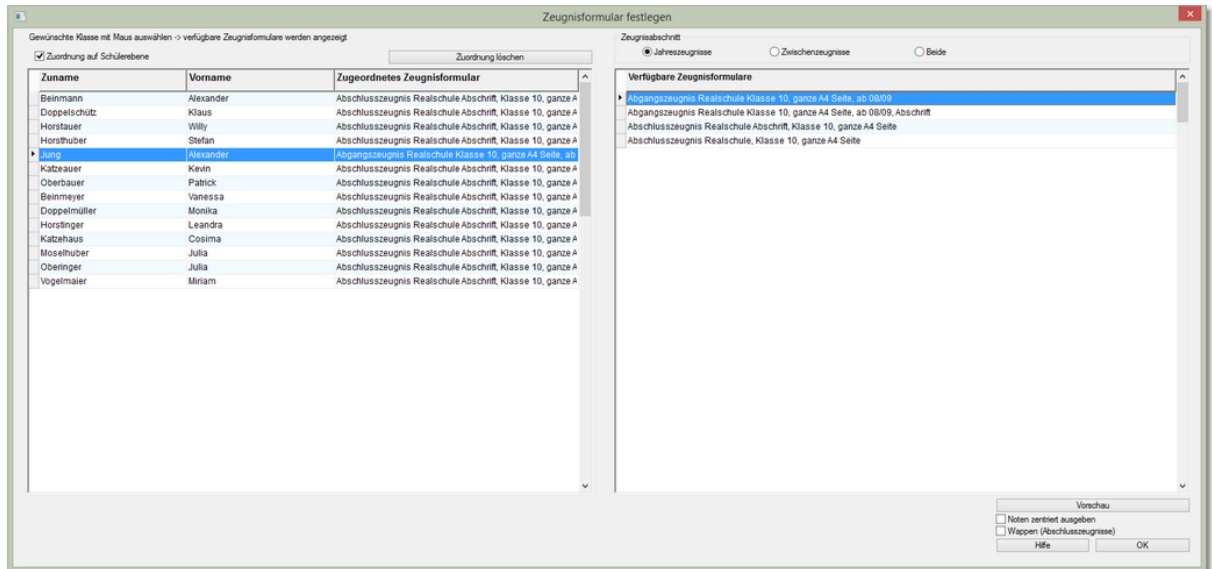 Zeugnisformular festlegen
Gewünschte Klasse mit Maus auswählen -> verfügbare Zeugnisformulare werden angezeigt
Zuordnung auf Schülerebene Zuordnung löschen
Zuname Vorname Zugeordnetes Zeugnisformular
Beinmann Alexander Abschlusszeugnis Realschule Abschrift, Klasse 10, ganze A
Doppelschütz Klaus Abschlusszeugnis Realschule Abschrift, Klasse 10, ganze A
Horstauer Willy Abschlusszeugnis Realschule Abschrift, Klasse 10, ganze A
Horsthuber Stefan Abschlusszeugnis Realschule Abschrift, Klasse 10, ganze A
Jung Alexander Abgangszeugnis Realschule Klasse 10, ganze A4 Seite, ab
Katzeauer Kevin Abschlusszeugnis Realschule Abschrift, Klasse 10, ganze A
Oberbauer Patrick Abschlusszeugnis Realschule Abschrift, Klasse 10, ganze A
Beinmeyer Vanessa Abschlusszeugnis Realschule Abschrift, Klasse 10, ganze A
Doppelmüller Monika Abschlusszeugnis Realschule Abschrift, Klasse 10, ganze A
Horstinger Leandra Abschlusszeugnis Realschule Abschrift, Klasse 10, ganze A
Katzehaus Cosima Abschlusszeugnis Realschule Abschrift, Klasse 10, ganze A
Moselhuber Julia Abschlusszeugnis Realschule Abschrift, Klasse 10, ganze A
Oberinger Julia Abschlusszeugnis Realschule Abschrift, Klasse 10, ganze A
Vogelmaier Miriam Abschlusszeugnis Realschule Abschrift, Klasse 10, ganze A
Zeugnisabschnitt
Jahreszeugnisse Zwischenzeugnisse Beide
Verfügbare Zeugnisformulare
Abgangszeugnis Realschule Klasse 10, ganze A4 Seite, ab 08/09
Abgangszeugnis Realschule Klasse 10, ganze A4 Seite, ab 08/09, Abschrift
Abschlusszeugnis Realschule Abschrift, Klasse 10, ganze A4 Seite
Abschlusszeugnis Realschule, Klasse 10, ganze A4 Seite
Vorschau
Noten zentriert ausgeben
Wappen (Abschlusszeugnisse)
Hilfe OK